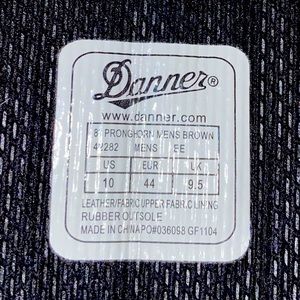 Danner®
www.danner.com
8" PRONGHORN MENS BROWN
42282 MENS EE
US EUR UK
10 44 9.5
LEATHER/FABRIC UPPER FABRIC LINING
RUBBER OUTSOLE
MADE IN CHINA PO#036098 GF1104